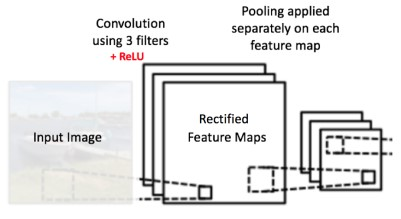 Convolution
using 3 filters
+ ReLU
Pooling applied
separately on each
feature map
Input Image
Rectified
Feature Maps